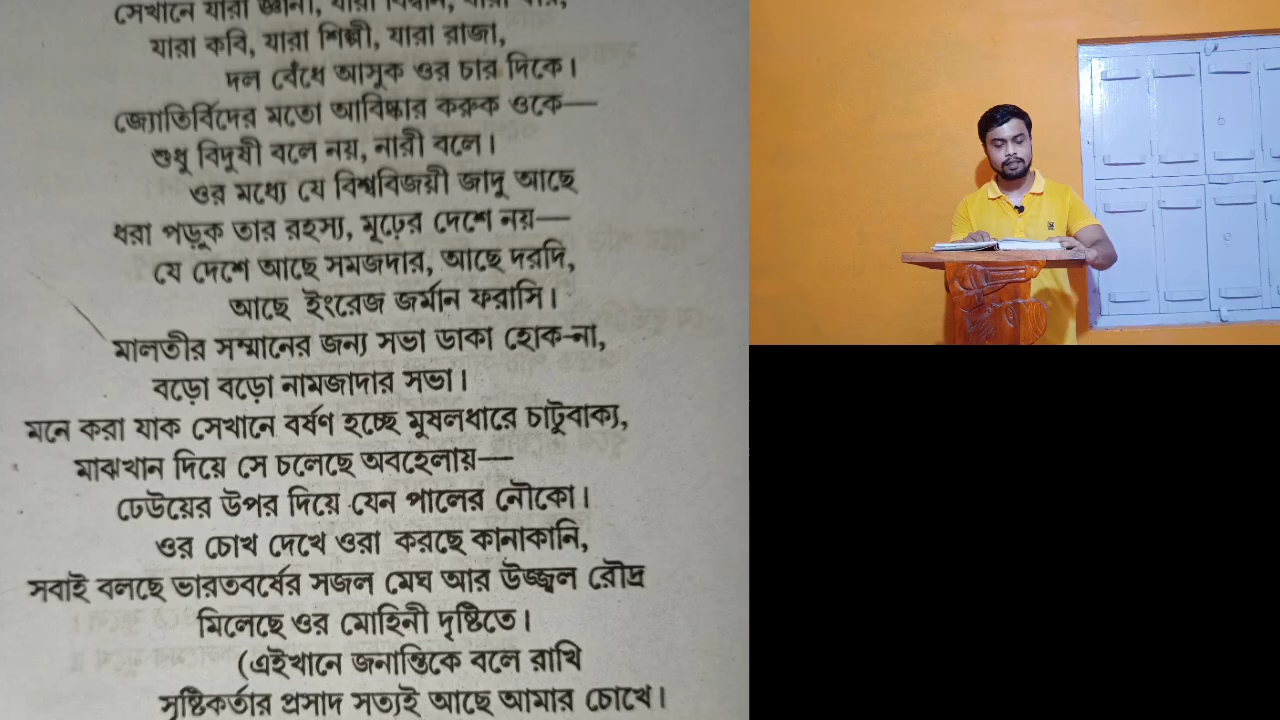 সেখানে যারা জ্ঞানী, যারা বিদ্বান, যারা বীর,
যারা কবি, যারা শিল্পী, যারা রাজা,
দল বেঁধে আসুক ওর চার দিকে।
জ্যোতির্বিদের মতো আবিষ্কার করুক ওকে—
শুধু বিদুষী বলে নয়, নারী বলে।
ওর মধ্যে যে বিশ্ববিজয়ী জাদু আছে
ধরা পড়ুক তার রহস্য, মূঢ়ের দেশে নয়—
যে দেশে আছে সমজদার, আছে দরদি,
আছে ইংরেজ জর্মান ফরাসি।
মালতীর সম্মানের জন্য সভা ডাকা হোক-না,
বড়ো বড়ো নামজাদার সভা।
মনে করা যাক সেখানে বর্ষণ হচ্ছে মুষলধারে চাটুবাক্য,
মাঝখান দিয়ে সে চলেছে অবহেলায়—
ঢেউয়ের উপর দিয়ে যেন পালের নৌকো।
ওর চোখ দেখে ওরা করছে কানাকানি,
সবাই বলছে ভারতবর্ষের সজল মেঘ আর উজ্জ্বল রৌদ্র
মিলেছে ওর মোহিনী দৃষ্টিতে।
(এইখানে জনান্তিকে বলে রাখি
সৃষ্টিকর্তার প্রসাদ সত্যই আছে আমার চোখে।